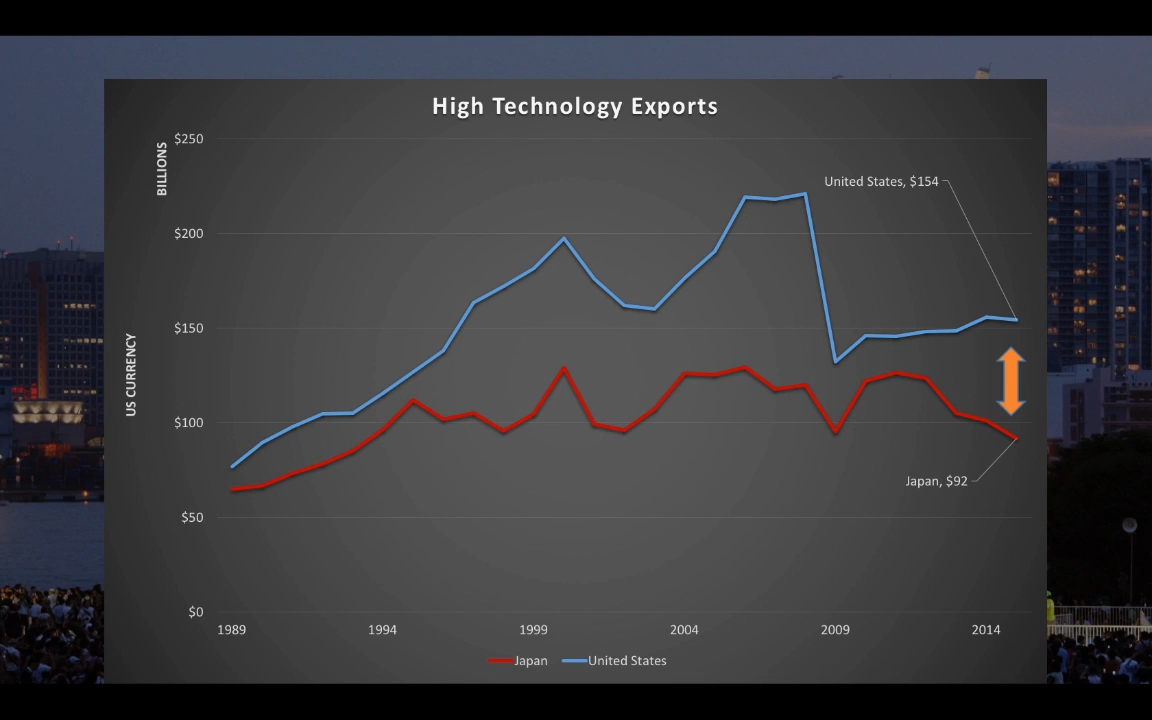 High Technology Exports
BILLIONS
$250
United States, $154
$200
$150
US CURRENCY
$100
Japan, $92
$50
$0
1989 1994 1999 2004 2009 2014
Japan United States